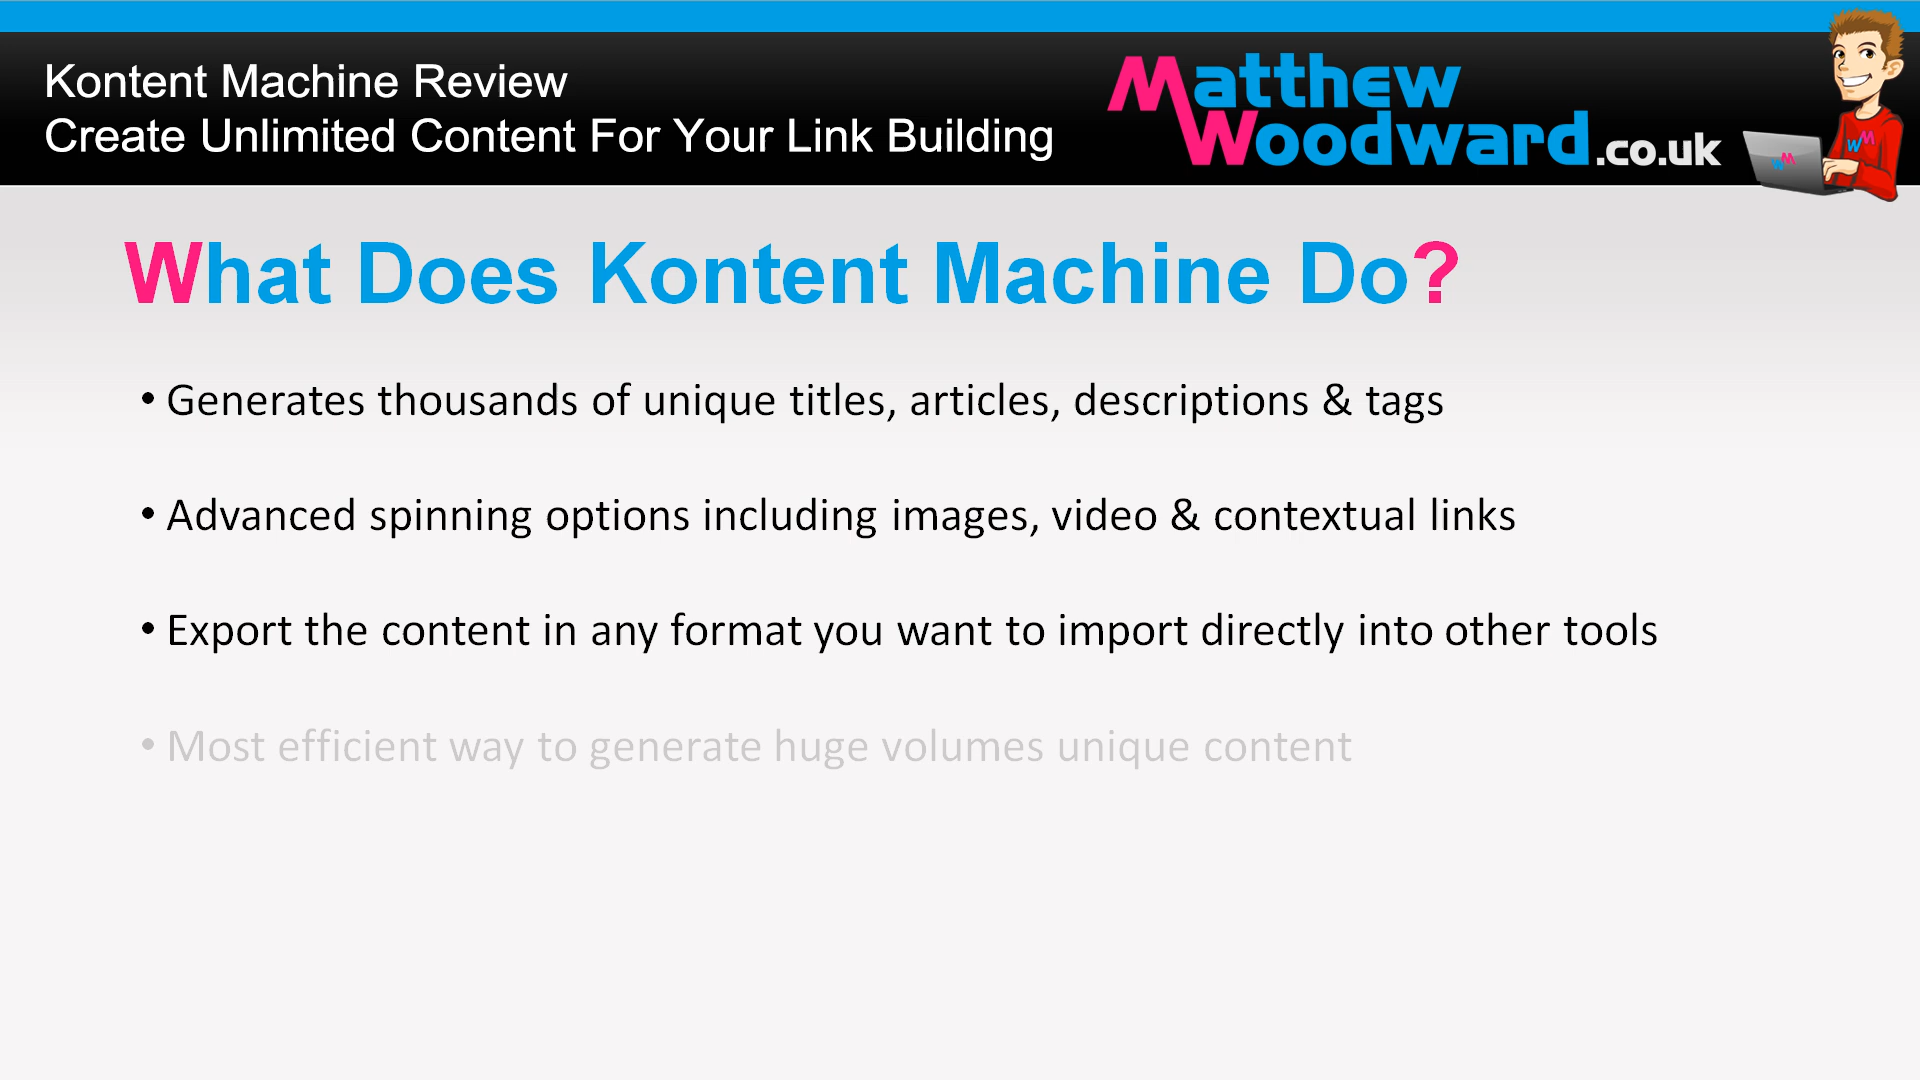 Kontent Machine Review
Create Unlimited Content For Your Link Building
Matthew
Woodward.co.uk
WM
WM
What Does Kontent Machine Do?
• Generates thousands of unique titles, articles, descriptions & tags
• Advanced spinning options including images, video & contextual links
• Export the content in any format you want to import directly into other tools
• Most efficient way to generate huge volumes unique content